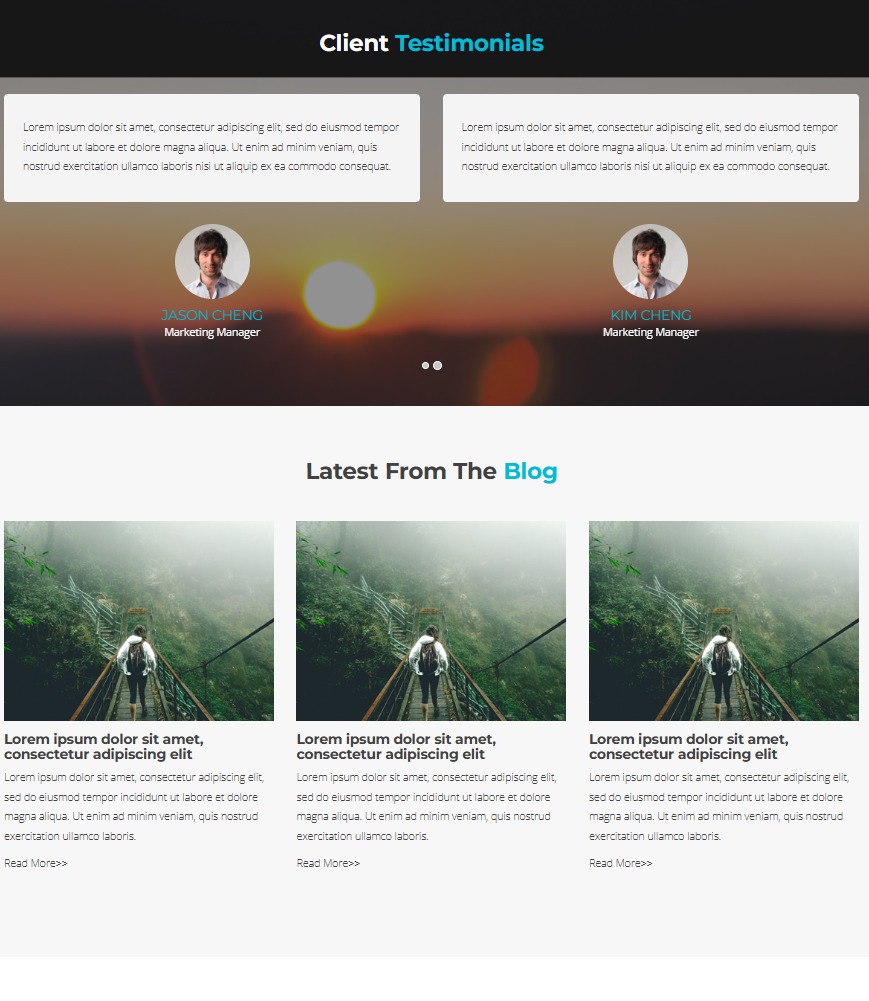 Client Testimonials
Lorem ipsum dolor sit amet, consectetur adipiscing elit, sed do eiusmod tempor
incididunt ut labore et dolore magna aliqua. Ut enim ad minim veniam, quis
nostrud exercitation ullamco laboris nisi ut aliquip ex ea commodo consequat.
JASON CHENG
Marketing Manager
Lorem ipsum dolor sit amet, consectetur adipiscing elit, sed do eiusmod tempor
incididunt ut labore et dolore magna aliqua. Ut enim ad minim veniam, quis
nostrud exercitation ullamco laboris nisi ut aliquip ex ea commodo consequat.
KIM CHENG
Marketing Manager
Latest From The Blog
Lorem ipsum dolor sit amet,
consectetur adipiscing elit
Lorem ipsum dolor sit amet, consectetur adipiscing elit,
sed do eiusmod tempor incididunt ut labore et dolore
magna aliqua. Ut enim ad minim veniam, quis nostrud
exercitation ullamco laboris.
Read More>>
Lorem ipsum dolor sit amet,
consectetur adipiscing elit
Lorem ipsum dolor sit amet, consectetur adipiscing elit,
sed do eiusmod tempor incididunt ut labore et dolore
magna aliqua. Ut enim ad minim veniam, quis nostrud
exercitation ullamco laboris.
Read More>>
Lorem ipsum dolor sit amet,
consectetur adipiscing elit
Lorem ipsum dolor sit amet, consectetur adipiscing elit,
sed do eiusmod tempor incididunt ut labore et dolore
magna aliqua. Ut enim ad minim veniam, quis nostrud
exercitation ullamco laboris.
Read More>>